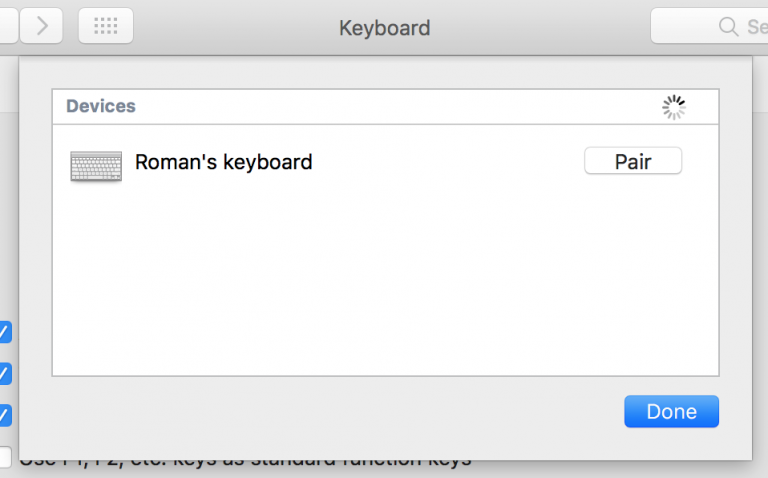 Keyboard
Se
Devices
Roman's keyboard
Pair
Done
Use F1, F2, etc. keys as standard function keys